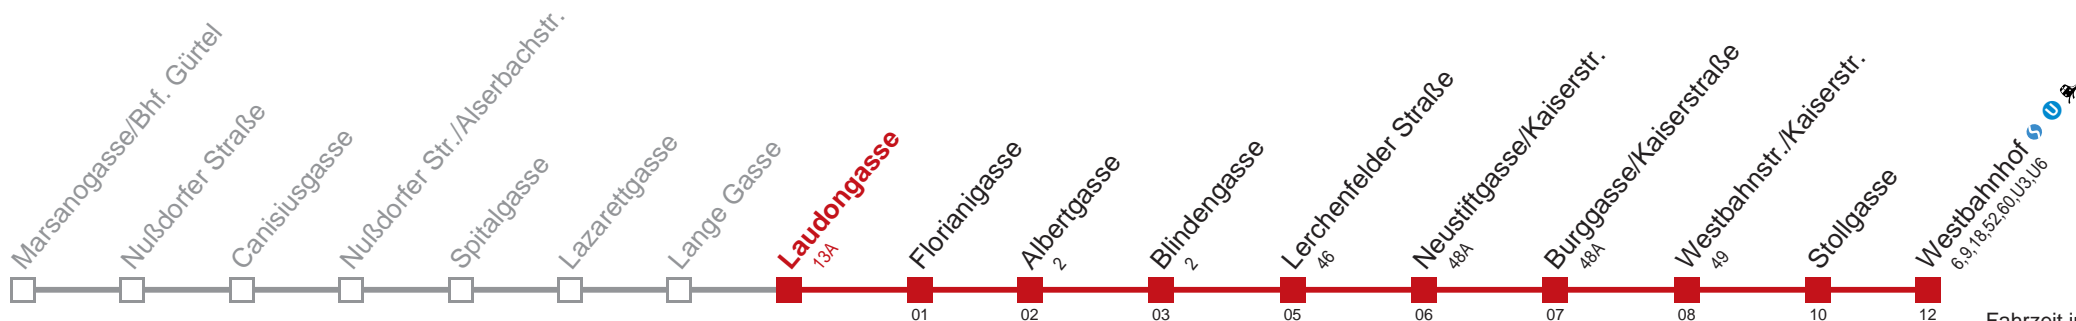 Marsanogasse/Bhf. Gürtel
Nußdorfer Straße
Canisiusgasse
Nußdorfer Str./Alserbachstr.
Spitalgasse
Lazarettgasse
Lange Gasse
Laudongasse
13A
Florianigasse
Albertgasse
2
Blindengasse
2
Lerchenfelder Straße
46
Neustiftgasse/Kaiserstr.
48A
Burggasse/Kaiserstraße
48A
Westbahnstr./Kaiserstr.
49
Stollgasse
Westbahnhof
U
6,9,18,52,60,U3,U6
01 02 03 05 06 07 08 10 12
Fahrzeit